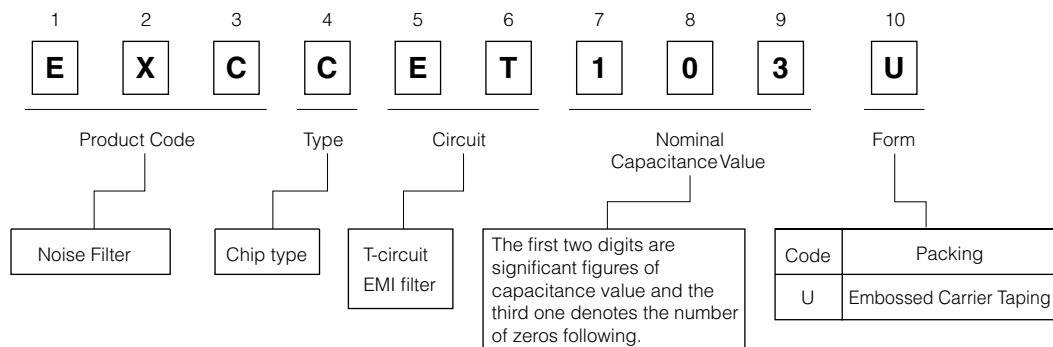 1 2 3 4 5 6 7 8 9 10
E X C C E T 1 0 3 U
Product Code Type Circuit Nominal Capacitance Value Form
Noise Filter
Chip type
T-circuit
EMI filter
The first two digits are
significant figures of
capacitance value and the
third one denotes the number
of zeros following.
Code Packing
U Embossed Carrier Taping